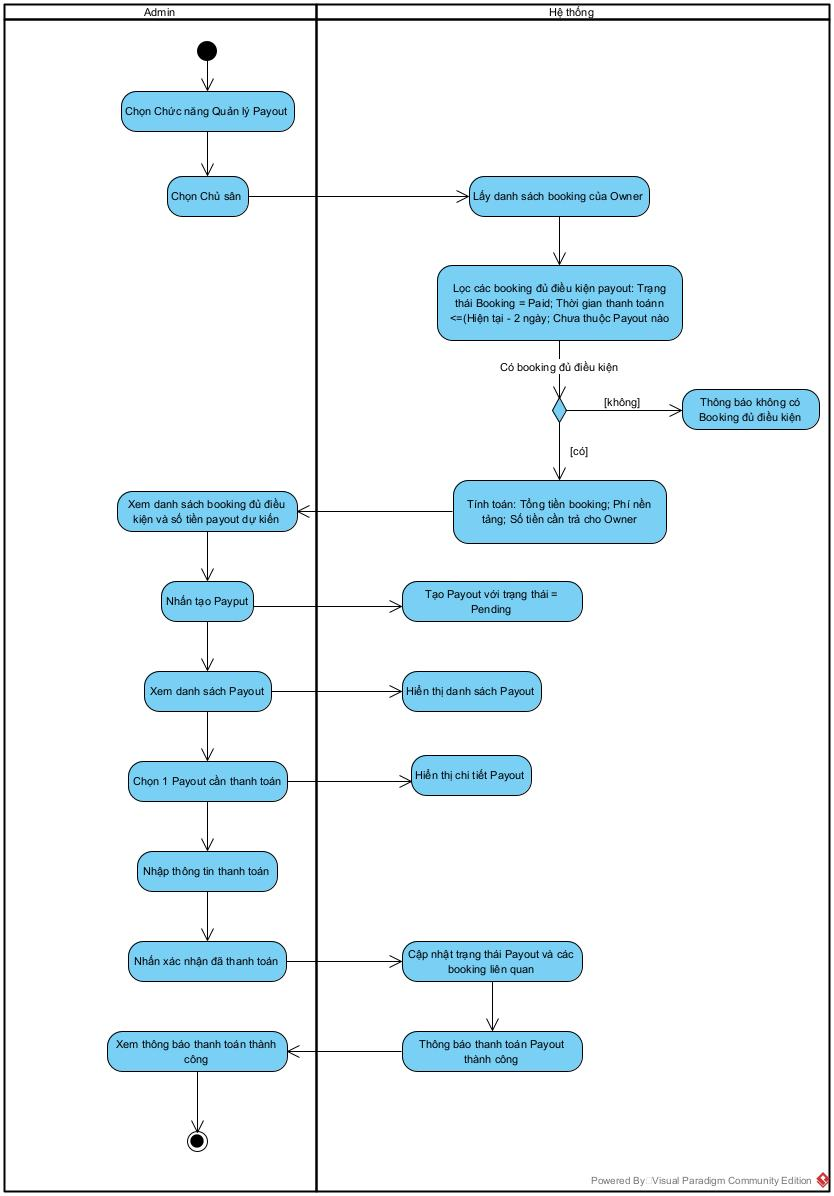 Admin
Hệ thống
Chọn Chức năng Quản lý Payout
Chọn Chủ sân
Lấy danh sách booking của Owner
Lọc các booking đủ điều kiện payout: Trạng
thái Booking = Paid; Thời gian thanh toánn
<=(Hiện tại - 2 ngày; Chưa thuộc Payout nào
Có booking đủ điều kiện
[không]
Thông báo không có
Booking đủ điều kiện
[có]
Tính toán: Tổng tiền booking; Phí nền
tảng; Số tiền cần trả cho Owner
Xem danh sách booking đủ điều
kiện và số tiền payout dự kiến
Nhấn tạo Payput
Tạo Payout với trạng thái =
Pending
Xem danh sách Payout
Hiển thị danh sách Payout
Chọn 1 Payout cần thanh toán
Hiển thị chi tiết Payout
Nhập thông tin thanh toán
Nhấn xác nhận đã thanh toán
Cập nhật trạng thái Payout và các
booking liên quan
Xem thông báo thanh toán thành
công
Thông báo thanh toán Payout
thành công
Powered By Visual Paradigm Community Edition